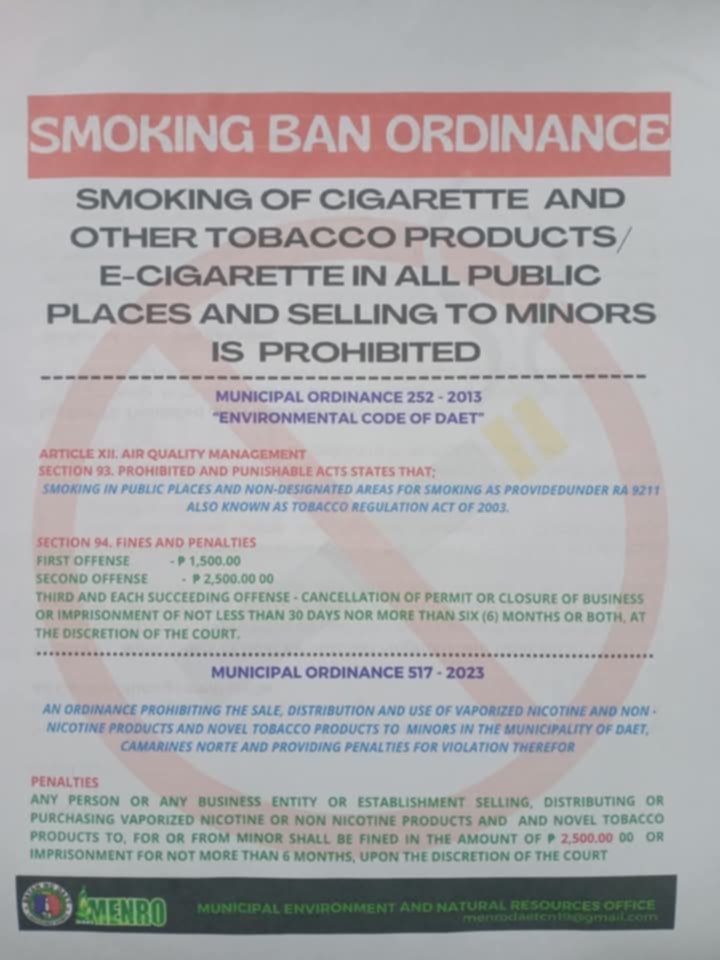 SMOKING BAN ORDINANCE
SMOKING OF CIGARETTE AND
OTHER TOBACCO PRODUCTS/
E-CIGARETTE IN ALL PUBLIC
PLACES AND SELLING TO MINORS
IS PROHIBITED
MUNICIPAL ORDINANCE 252 - 2013
"ENVIRONMENTAL CODE OF DAET"
ARTICLE XII. AIR QUALITY MANAGEMENT
SECTION 93. PROHIBITED AND PUNISHABLE ACTS STATES THAT;
SMOKING IN PUBLIC PLACES AND NON-DESIGNATED AREAS FOR SMOKING AS PROVIDEDUNDER RA 9211
ALSO KNOWN AS TOBACCO REGULATION ACT OF 2003.
SECTION 94. FINES AND PENALTIES
FIRST OFFENSE - ₱ 1,500.00
SECOND OFFENSE - ₱ 2,500.00 00
THIRD AND EACH SUCCEEDING OFFENSE - CANCELLATION OF PERMIT OR CLOSURE OF BUSINESS
OR IMPRISONMENT OF NOT LESS THAN 30 DAYS NOR MORE THAN SIX (6) MONTHS OR BOTH, AT
THE DISCRETION OF THE COURT.
MUNICIPAL ORDINANCE 517 - 2023
AN ORDINANCE PROHIBITING THE SALE, DISTRIBUTION AND USE OF VAPORIZED NICOTINE AND NON -
NICOTINE PRODUCTS AND NOVEL TOBACCO PRODUCTS TO MINORS IN THE MUNICIPALITY OF DAET,
CAMARINES NORTE AND PROVIDING PENALTIES FOR VIOLATION THEREFOR
PENALTIES
ANY PERSON OR ANY BUSINESS ENTITY OR ESTABLISHMENT SELLING, DISTRIBUTING OR
PURCHASING VAPORIZED NICOTINE OR NON NICOTINE PRODUCTS AND AND NOVEL TOBACCO
PRODUCTS TO, FOR OR FROM MINOR SHALL BE FINED IN THE AMOUNT OF ₱ 2,500.00 00 OR
IMPRISONMENT FOR NOT MORE THAN 6 MONTHS, UPON THE DISCRETION OF THE COURT
MENRO
MUNICIPAL ENVIRONMENT AND NATURAL RESOURCES OFFICE